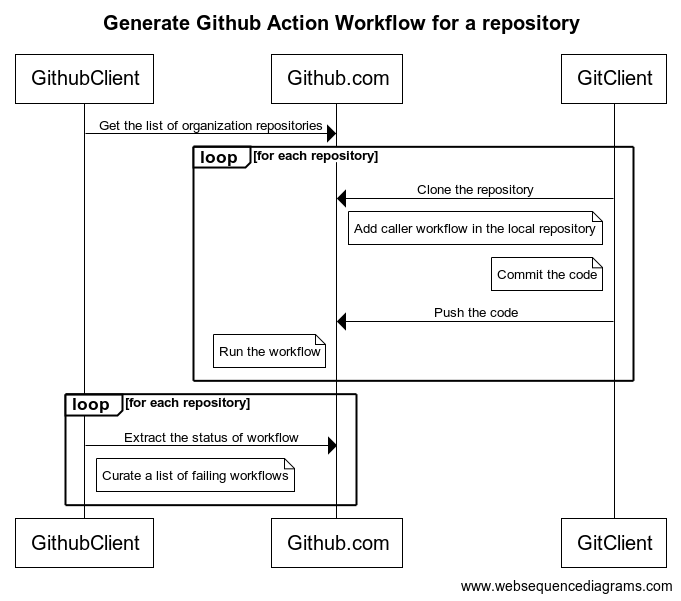 Generate Github Action Workflow for a repository
GithubClient
Github.com
GitClient
Get the list of organization repositories
loop
[for each repository]
Clone the repository
Add caller workflow in the local repository
Commit the code
Push the code
Run the workflow
loop
[for each repository]
Extract the status of workflow
Curate a list of failing workflows
GithubClient
Github.com
GitClient
www.websequencediagrams.com